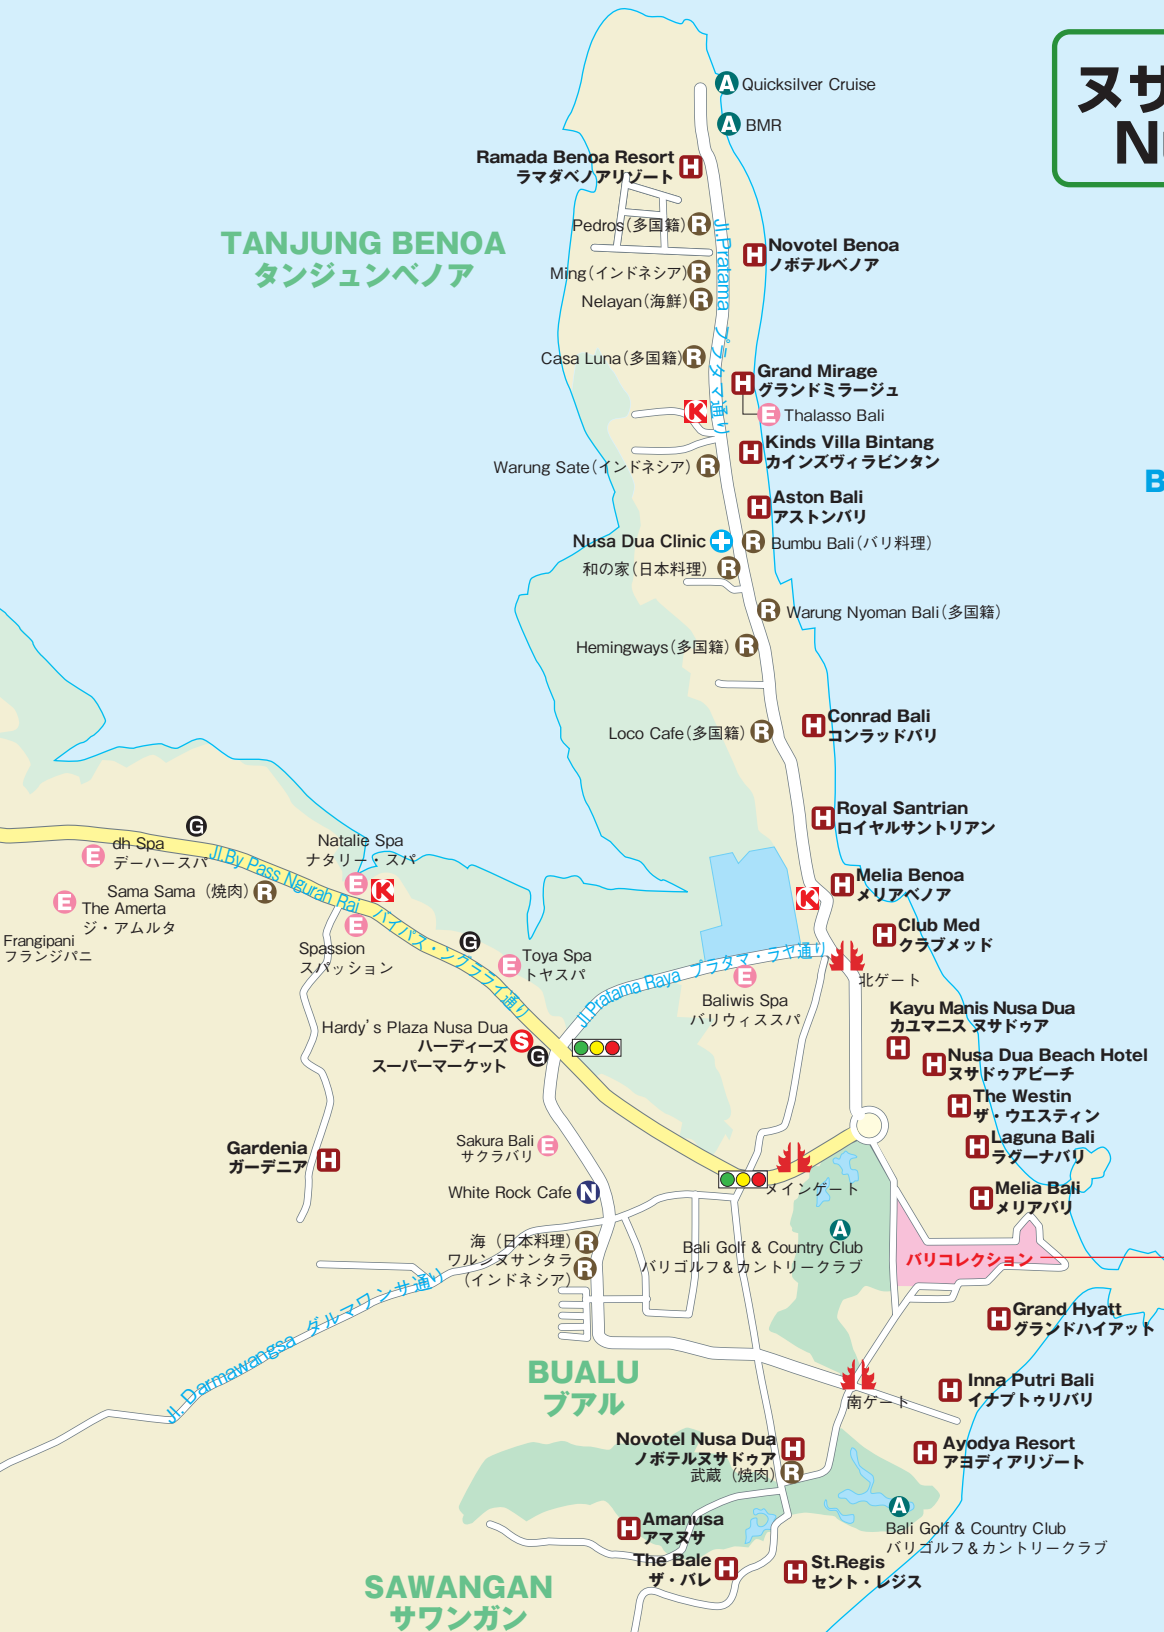 ヌサ
Nu
A Quicksilver Cruise
A BMR
Ramada Benoa Resort H
ラマダベノアリゾート
TANJUNG BENOA
タンジュンベノア
Pedros(多国籍) R
Jl.Pratama プラタマ通り
H Novotel Benoa
ノボテルベノア
Ming(インドネシア) R
Nelayan(海鮮) R
Casa Luna(多国籍) R
H Grand Mirage
グランドミラージュ
K
E Thalasso Bali
H Kinds Villa Bintang
カインズヴィラビンタン
Warung Sate(インドネシア) R
B
H Aston Bali
アストンバリ
Nusa Dua Clinic
R Bumbu Bali(バリ料理)
和の家(日本料理) R
R Warung Nyoman Bali(多国籍)
Hemingways(多国籍) R
H Conrad Bali
コンラッドバリ
Loco Cafe(多国籍) R
H Royal Santrian
ロイヤルサントリアン
G
E dh Spa
デーハースパ
Jl.By Pass Ngurah Rai バイパス・ングラライ通り
Natalie Spa
ナタリー・スパ
E K
Sama Sama (焼肉) R
E The Amerta
ジ・アムルタ
H Melia Benoa
メリアベノア
K
Frangipani
フランジパニ
E
Spassion
スパッション
G
E Toya Spa
トヤスパ
H Club Med
クラブメッド
Jl.Pratama Raya プラタマ・ラヤ通り
E
Baliwis Spa
バリウィススパ
北ゲート
Kayu Manis Nusa Dua
カユマニス ヌサドゥア
H
Hardy's Plaza Nusa Dua
ハーディーズ S
スーパーマーケット G
H Nusa Dua Beach Hotel
ヌサドゥアビーチ
H The Westin
ザ・ウエスティン
Sakura Bali E
サクラバリ
Gardenia H
ガーデニア
H Laguna Bali
ラグーナバリ
White Rock Cafe N
メインゲート
H Melia Bali
メリアバリ
海 (日本料理) R
ワルンヌサンタラ R
(インドネシア)
A
Bali Golf & Country Club
バリゴルフ&カントリークラブ
バリコレクション
Jl. Darmawangsa ダルマワンサ通り
H Grand Hyatt
グランドハイアット
BUALU
ブアル
南ゲート
H Inna Putri Bali
イナプトゥリバリ
Novotel Nusa Dua H
ノボテルヌサドゥア
武蔵 (焼肉) R
H Ayodya Resort
アヨディアリゾート
A
Bali Golf & Country Club
バリゴルフ&カントリークラブ
H Amanusa
アマヌサ
The Bale H
ザ・バレ
H St.Regis
セント・レジス
SAWANGAN
サワンガン